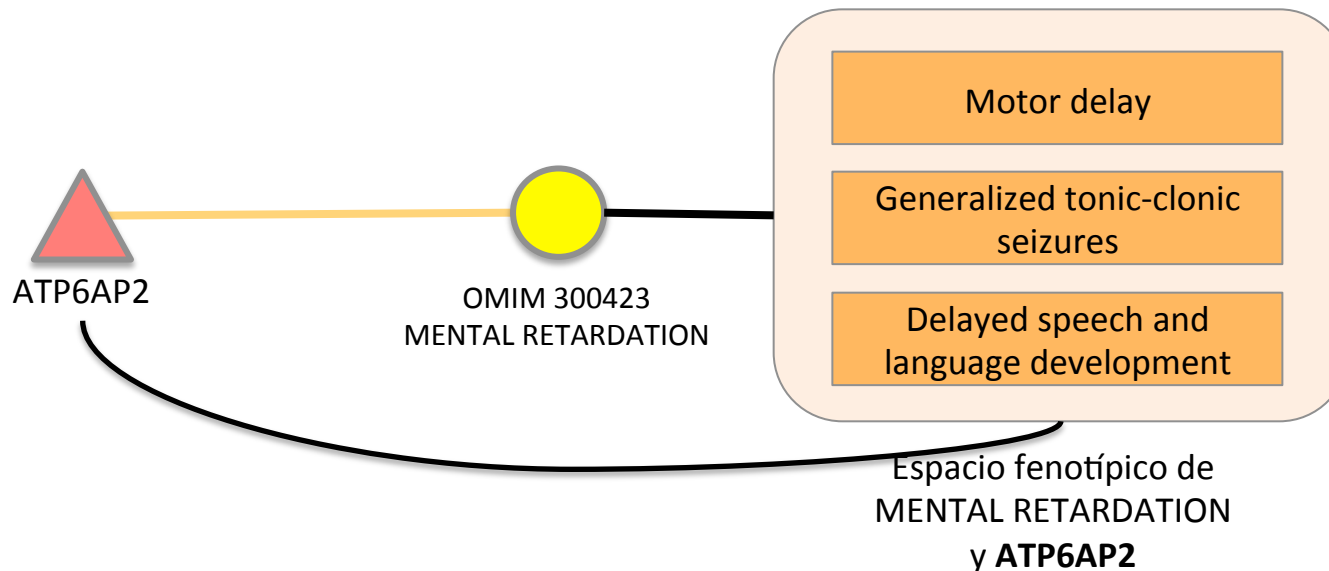 Motor delay
Generalized tonic-clonic
seizures
Delayed speech and
language development
ATP6AP2
OMIM 300423
MENTAL RETARDATION
Espacio fenotípico de
MENTAL RETARDATION
y ATP6AP2